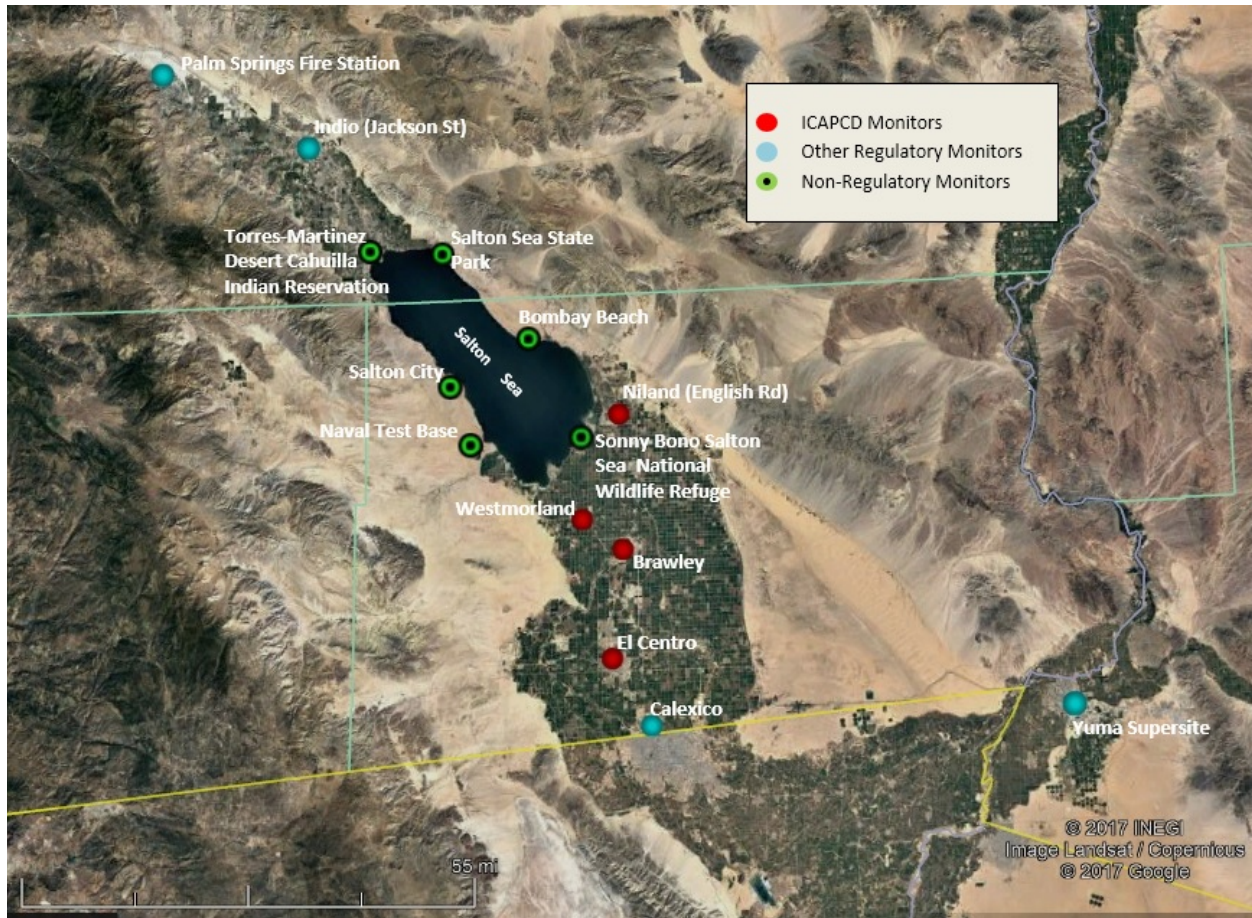 Palm Springs Fire Station
Indio (Jackson St)
ICAPCD Monitors
Other Regulatory Monitors
Non-Regulatory Monitors
Torres-Martinez
Desert Cahuilla
Indian Reservation
Salton Sea State
Park
Bombay Beach
Salton Sea
Salton City
Niland (English Rd)
Naval Test Base
Sonny Bono Salton
Sea National
Wildlife Refuge
Westmorland
Brawley
El Centro
Calexico
Yuma Supersite
55 mi
© 2017 INEGI
Image Landsat / Copernicus
© 2017 Google